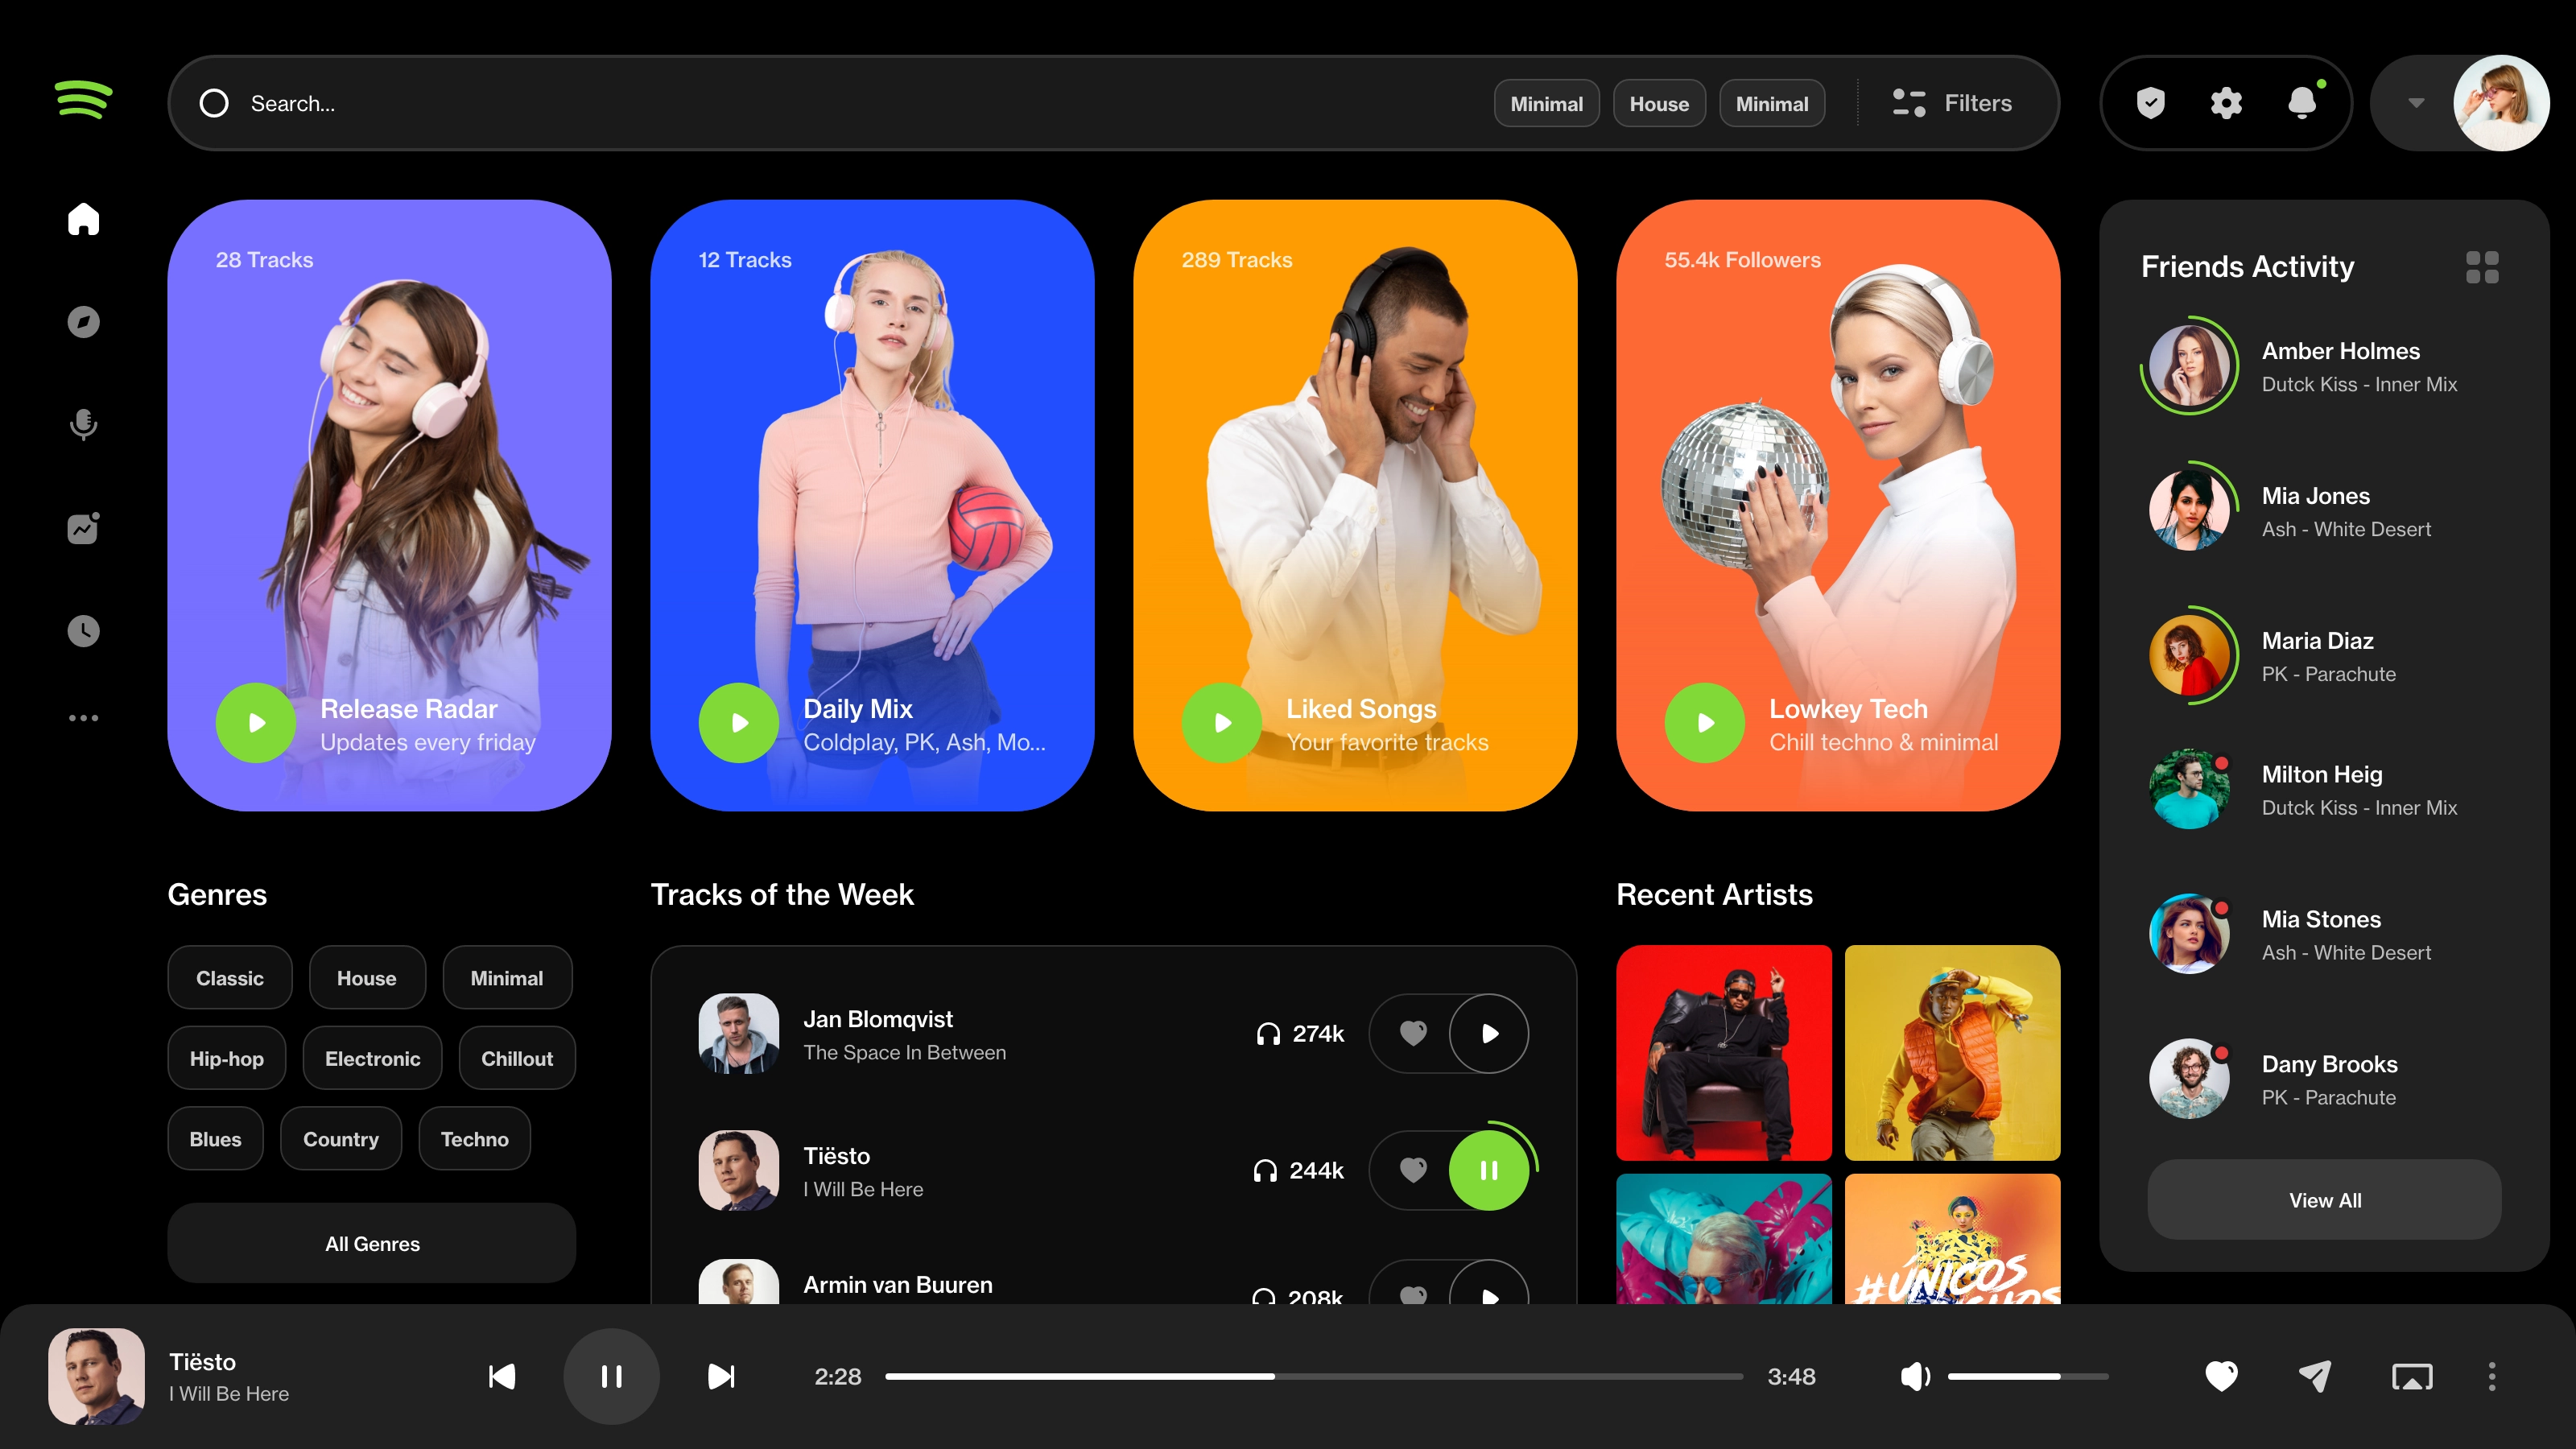 Search...
Minimal
House
Minimal
Filters
28 Tracks
Release Radar
Updates every friday
12 Tracks
Daily Mix
Coldplay, PK, Ash, Mo...
289 Tracks
Liked Songs
Your favorite tracks
55.4k Followers
Lowkey Tech
Chill techno & minimal
Friends Activity
Amber Holmes
Dutck Kiss - Inner Mix
Mia Jones
Ash - White Desert
Maria Diaz
PK - Parachute
Milton Heig
Dutck Kiss - Inner Mix
Mia Stones
Ash - White Desert
Dany Brooks
PK - Parachute
View All
Genres
Classic
House
Minimal
Hip-hop
Electronic
Chillout
Blues
Country
Techno
All Genres
Tracks of the Week
Jan Blomqvist
The Space In Between
274k
Tiësto
I Will Be Here
244k
Armin van Buuren
208k
Recent Artists
#ÚNICOS
Tiësto
I Will Be Here
2:28
3:48